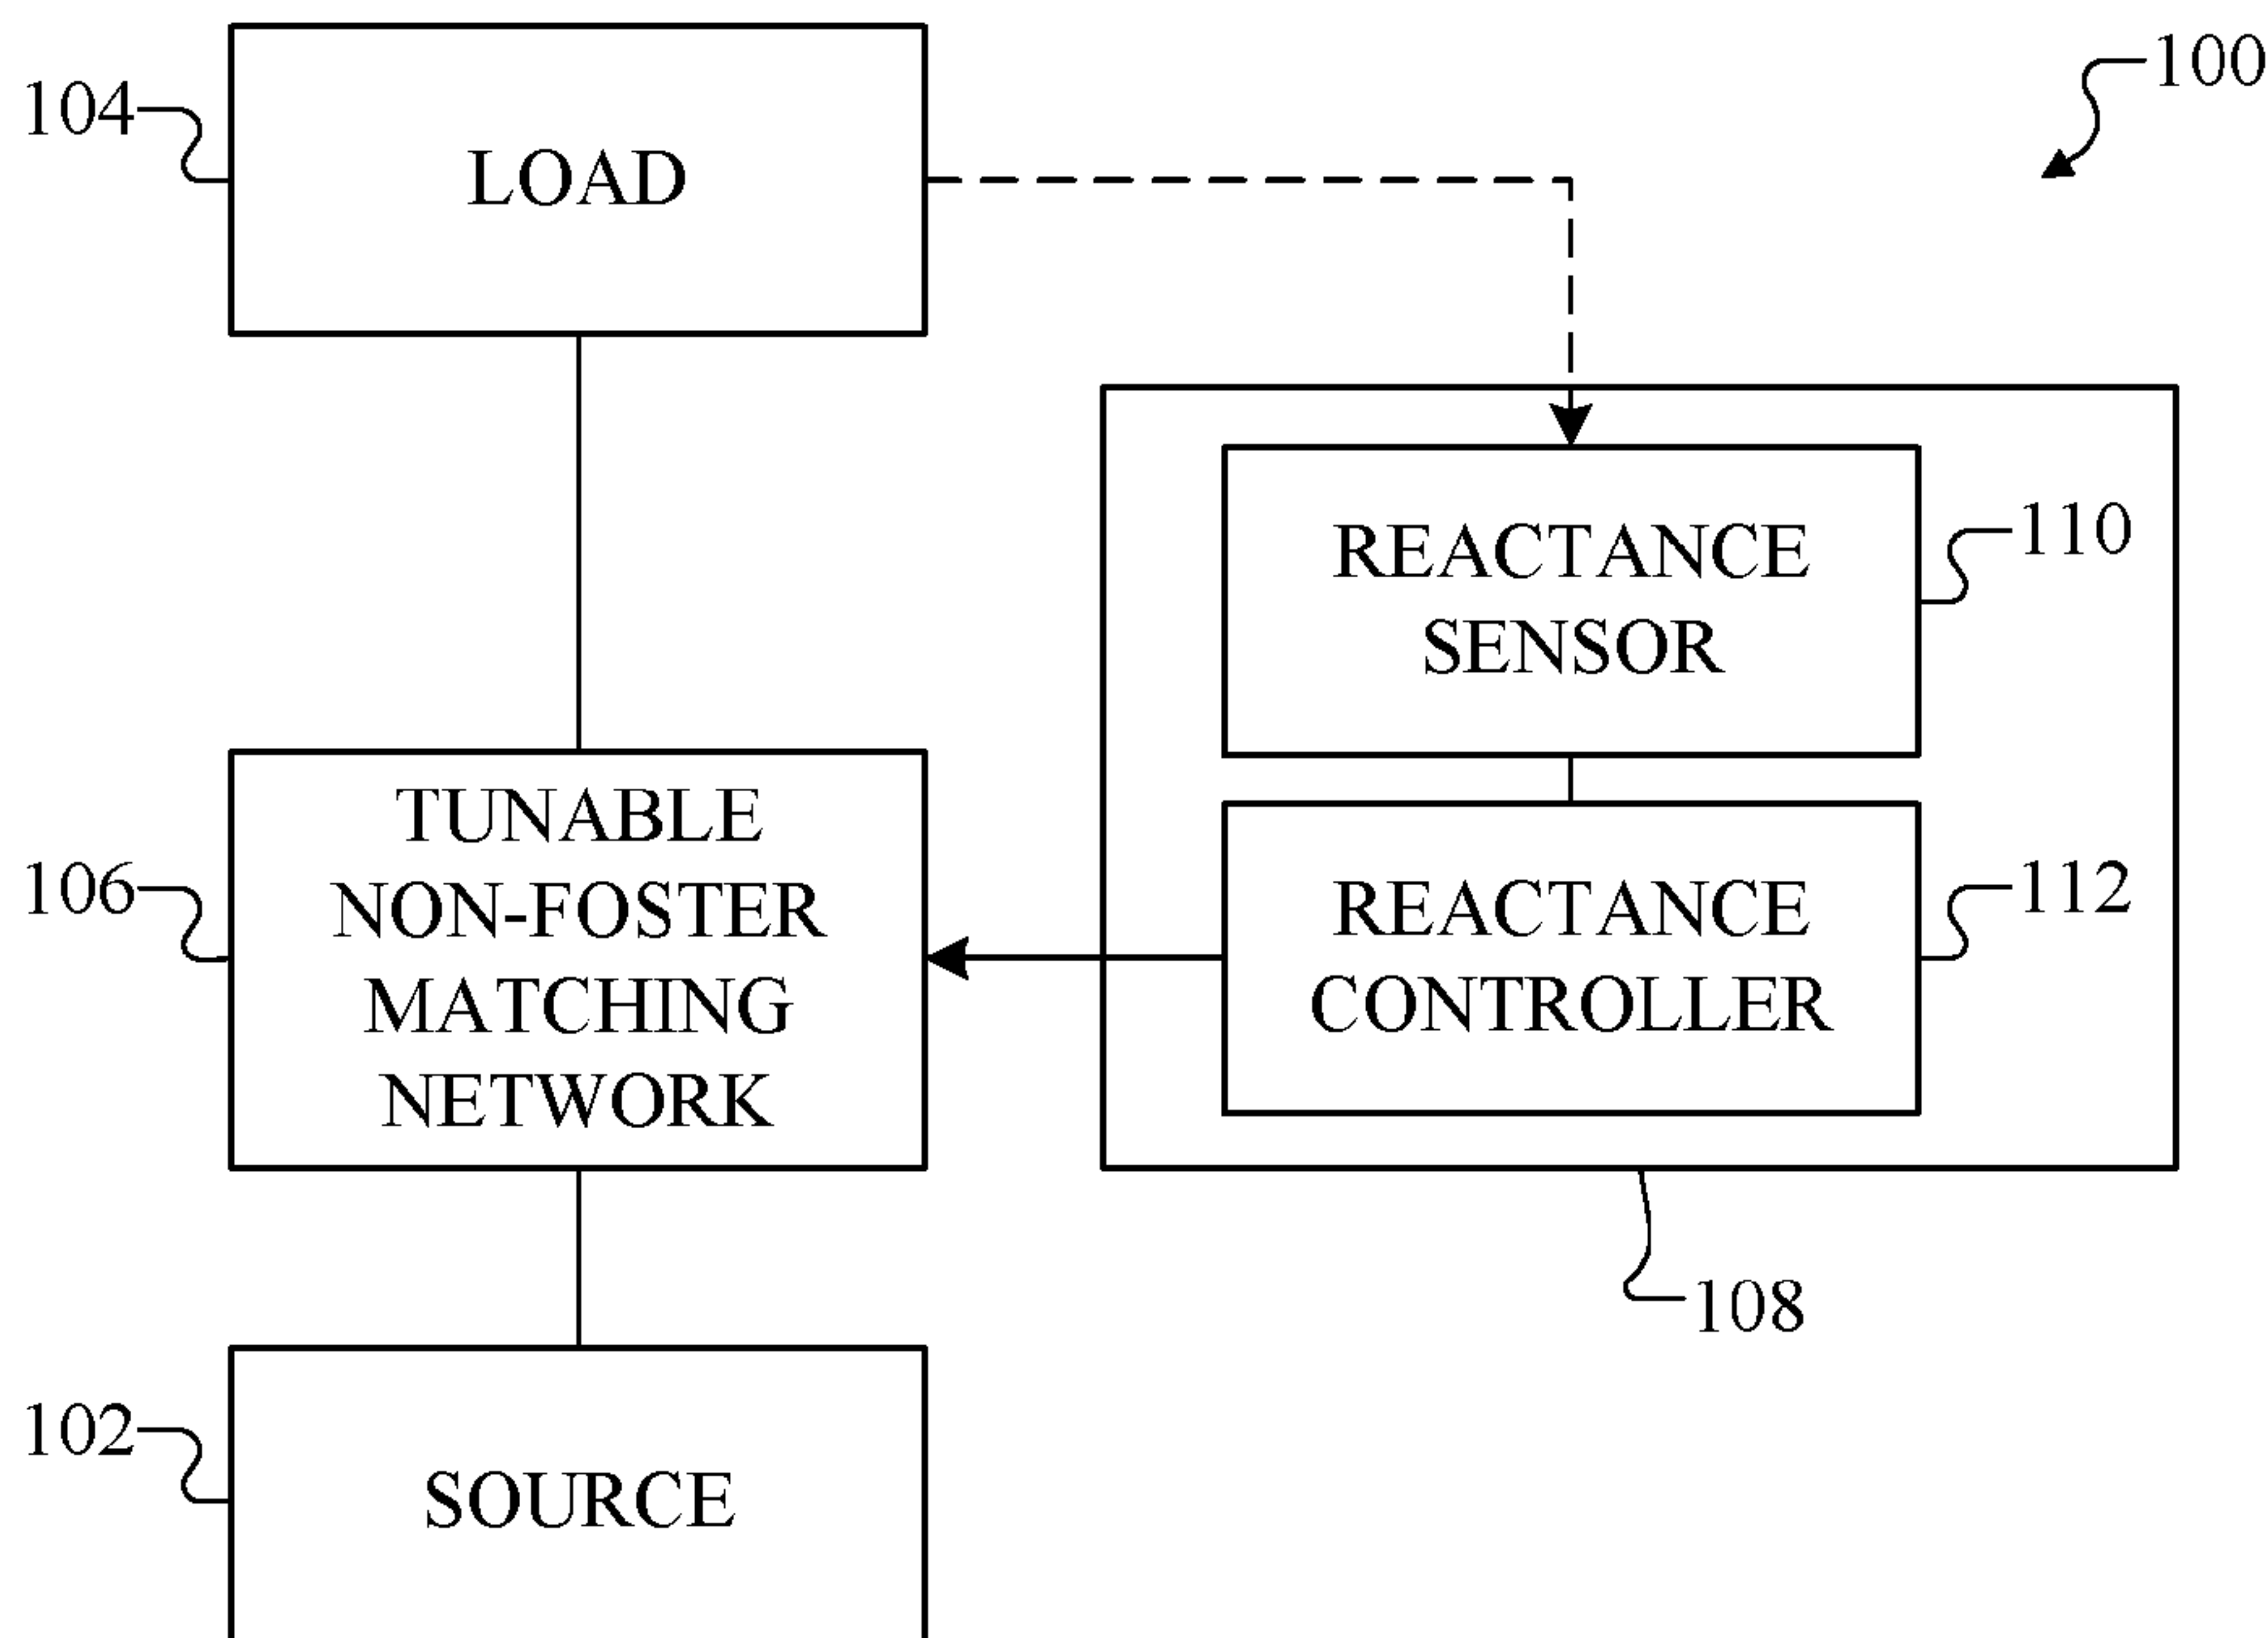 100
104
LOAD
REACTANCE
SENSOR
110
TUNABLE
NON-FOSTER
MATCHING
NETWORK
106
REACTANCE
CONTROLLER
112
108
102
SOURCE